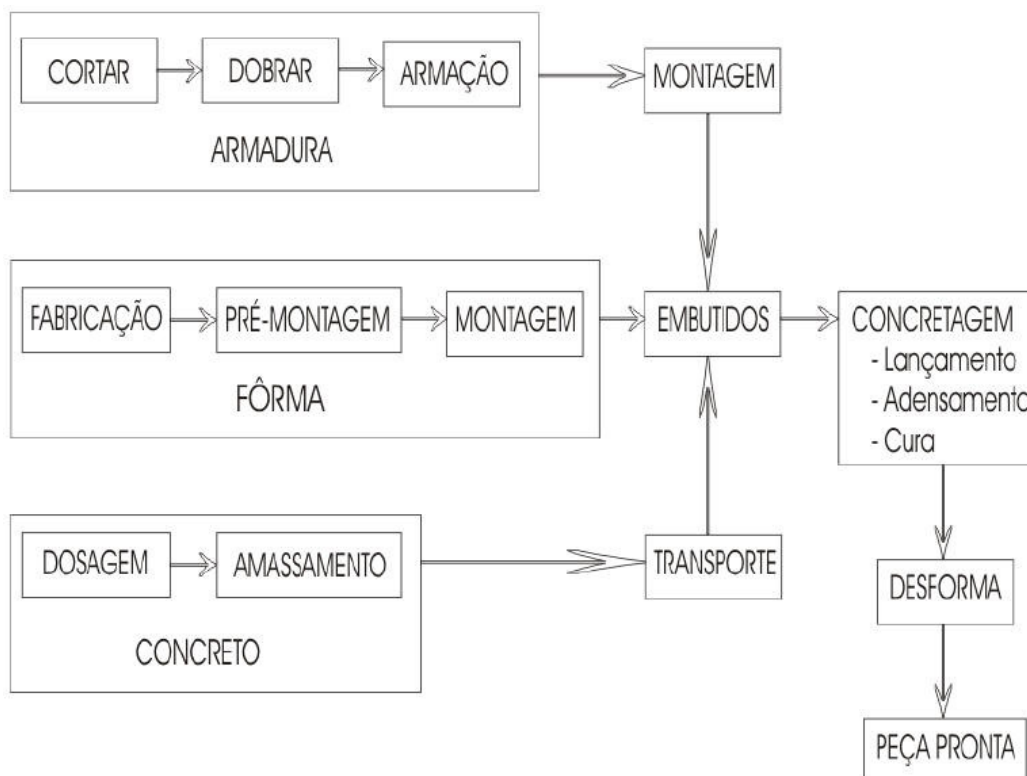 CORTAR
DOBRAR
ARMAÇÃO
ARMADURA
MONTAGEM
FABRICAÇÃO
PRÉ-MONTAGEM
MONTAGEM
FÔRMA
EMBUTIDOS
CONCRETAGEM
- Lançamento
- Adensamento
- Cura
DOSAGEM
AMASSAMENTO
CONCRETO
TRANSPORTE
DESFORMA
PEÇA PRONTA